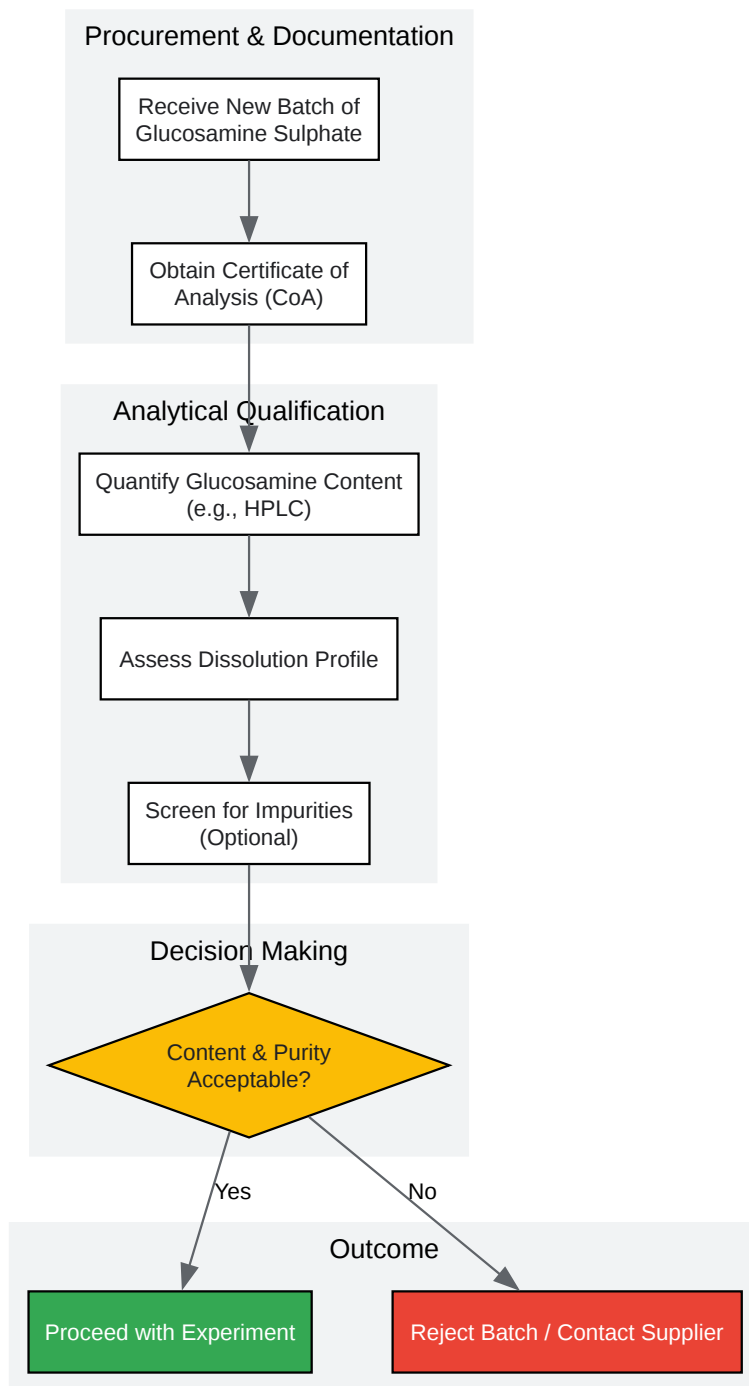 Procurement & Documentation
Receive New Batch of
Glucosamine Sulphate
Obtain Certificate of
Analysis (CoA)
Analytical Qualification
Quantify Glucosamine Content
(e.g., HPLC)
Assess Dissolution Profile
Screen for Impurities
(Optional)
Decision Making
Content & Purity
Acceptable?
Yes
No
Outcome
Proceed with Experiment
Reject Batch / Contact Supplier